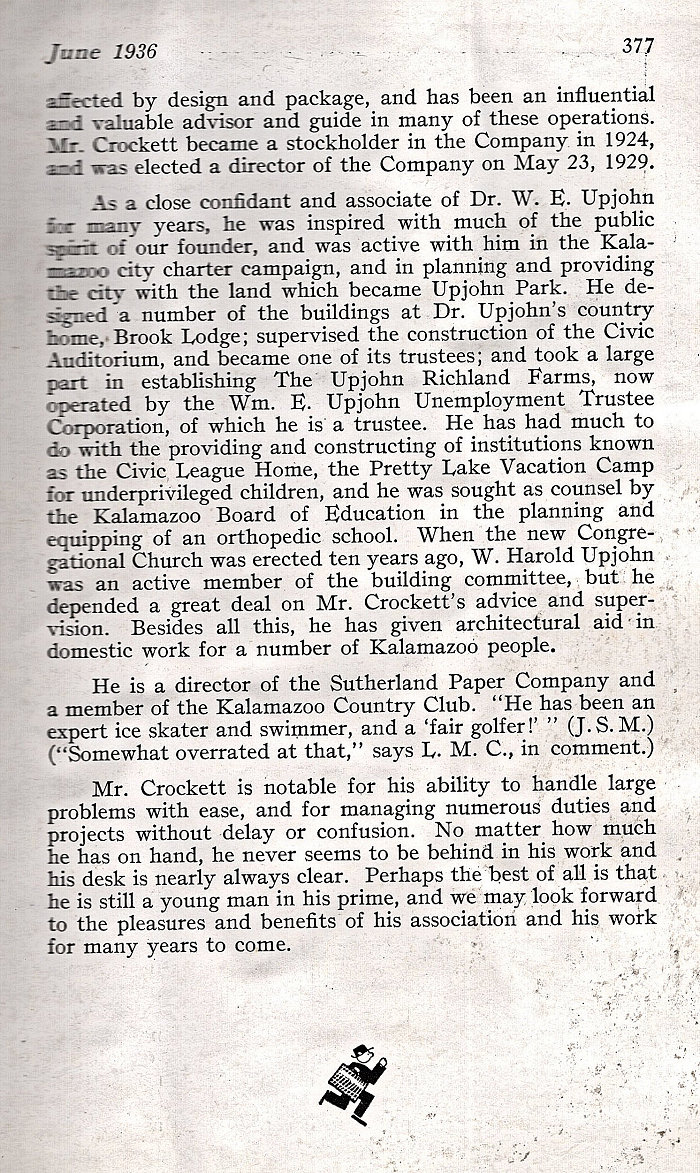 June 1936 377
affected by design and package, and has been an influential
and valuable advisor and guide in many of these operations.
Mr. Crockett became a stockholder in the Company in 1924,
and was elected a director of the Company on May 23, 1929.
As a close confidant and associate of Dr. W. E. Upjohn
for many years, he was inspired with much of the public
spirit of our founder, and was active with him in the Kala-
mazoo city charter campaign, and in planning and providing
the city with the land which became Upjohn Park. He de-
signed a number of the buildings at Dr. Upjohn's country
home, Brook Lodge; supervised the construction of the Civic
Auditorium, and became one of its trustees; and took a large
part in establishing The Upjohn Richland Farms, now
operated by the Wm. E. Upjohn Unemployment Trustee
Corporation, of which he is a trustee. He has had much to
do with the providing and constructing of institutions known
as the Civic League Home, the Pretty Lake Vacation Camp
for underprivileged children, and he was sought as counsel by
the Kalamazoo Board of Education in the planning and
equipping of an orthopedic school. When the new Congre-
gational Church was erected ten years ago, W. Harold Upjohn
was an active member of the building committee, but he
depended a great deal on Mr. Crockett's advice and super-
vision. Besides all this, he has given architectural aid in
domestic work for a number of Kalamazoo people.
He is a director of the Sutherland Paper Company and
a member of the Kalamazoo Country Club. "He has been an
expert ice skater and swimmer, and a 'fair golfer!' " (J. S. M.)
("Somewhat overrated at that," says L. M. C., in comment.)
Mr. Crockett is notable for his ability to handle large
problems with ease, and for managing numerous duties and
projects without delay or confusion. No matter how much
he has on hand, he never seems to be behind in his work and
his desk is nearly always clear. Perhaps the best of all is that
he is still a young man in his prime, and we may look forward
to the pleasures and benefits of his association and his work
for many years to come.